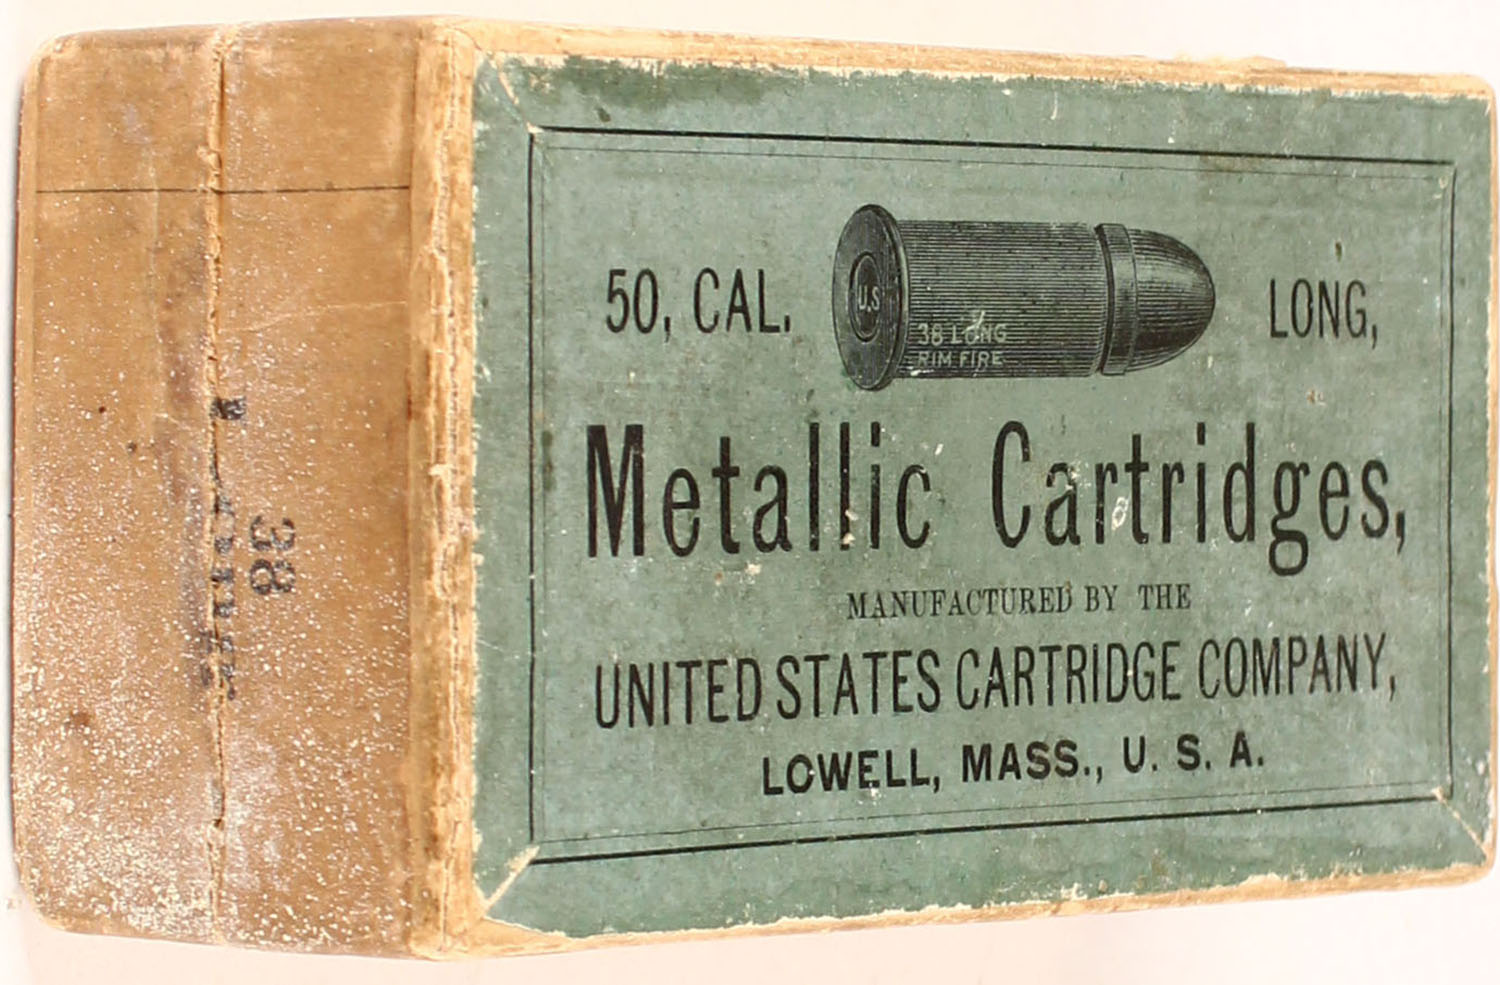 50, CAL.
U.S
38 LONG
RIM FIRE
LONG,
Metallic Cartridges,
MANUFACTURED BY THE
UNITED STATES CARTRIDGE COMPANY,
LOWELL, MASS., U. S. A.
38